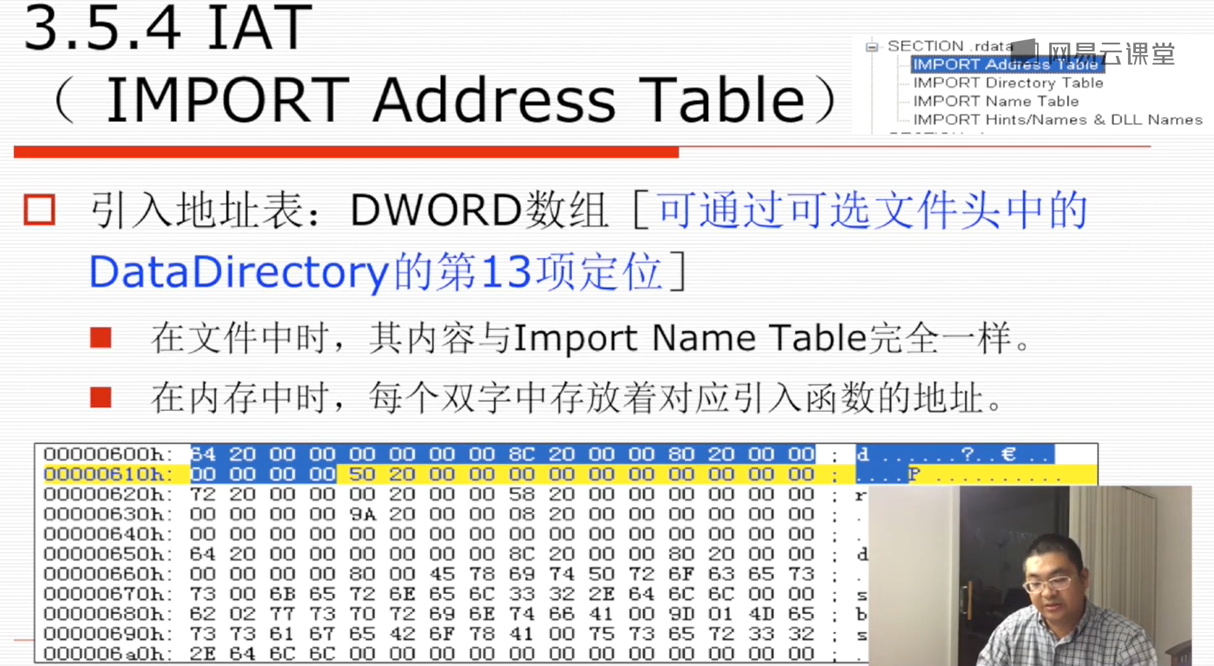 3.5.4 IAT
（ IMPORT Address Table）
SECTION .rdata
网易云课堂
IMPORT Address Table
IMPORT Directory Table
IMPORT Name Table
IMPORT Hints/Names & DLL Names
引入地址表：DWORD数组［可通过可选文件头中的
DataDirectory的第13项定位］
在文件中时，其内容与Import Name Table完全一样。
在内存中时，每个双字中存放着对应引入函数的地址。
00000600h: 64 20 00 00 00 00 00 00 8C 20 00 00 80 20 00 00 ; d ......?..€ ..
00000610h: 00 00 00 00 50 20 00 00 00 00 00 00 00 00 00 00 ; ....P ..........
00000620h: 72 20 00 00 00 20 00 00 58 20 00 00 00 00 00 00 ; r
00000630h: 00 00 00 00 9A 20 00 00 08 20 00 00 00 00 00 00 ; .
00000640h: 00 00 00 00 00 00 00 00 00 00 00 00 00 00 00 00 ; .
00000650h: 64 20 00 00 00 00 00 00 8C 20 00 00 80 20 00 00 ; d
00000660h: 00 00 00 00 80 00 45 78 69 74 50 72 6F 63 65 73 ; .
00000670h: 73 00 6B 65 72 6E 65 6C 33 32 2E 64 6C 6C 00 00 ; s
00000680h: 62 02 77 73 70 72 69 6E 74 66 41 00 9D 01 4D 65 ; b
00000690h: 73 73 61 67 65 42 6F 78 41 00 75 73 65 72 33 32 ; s
000006a0h: 2E 64 6C 6C 00 00 00 00 00 00 00 00 00 00 00 00 ; .